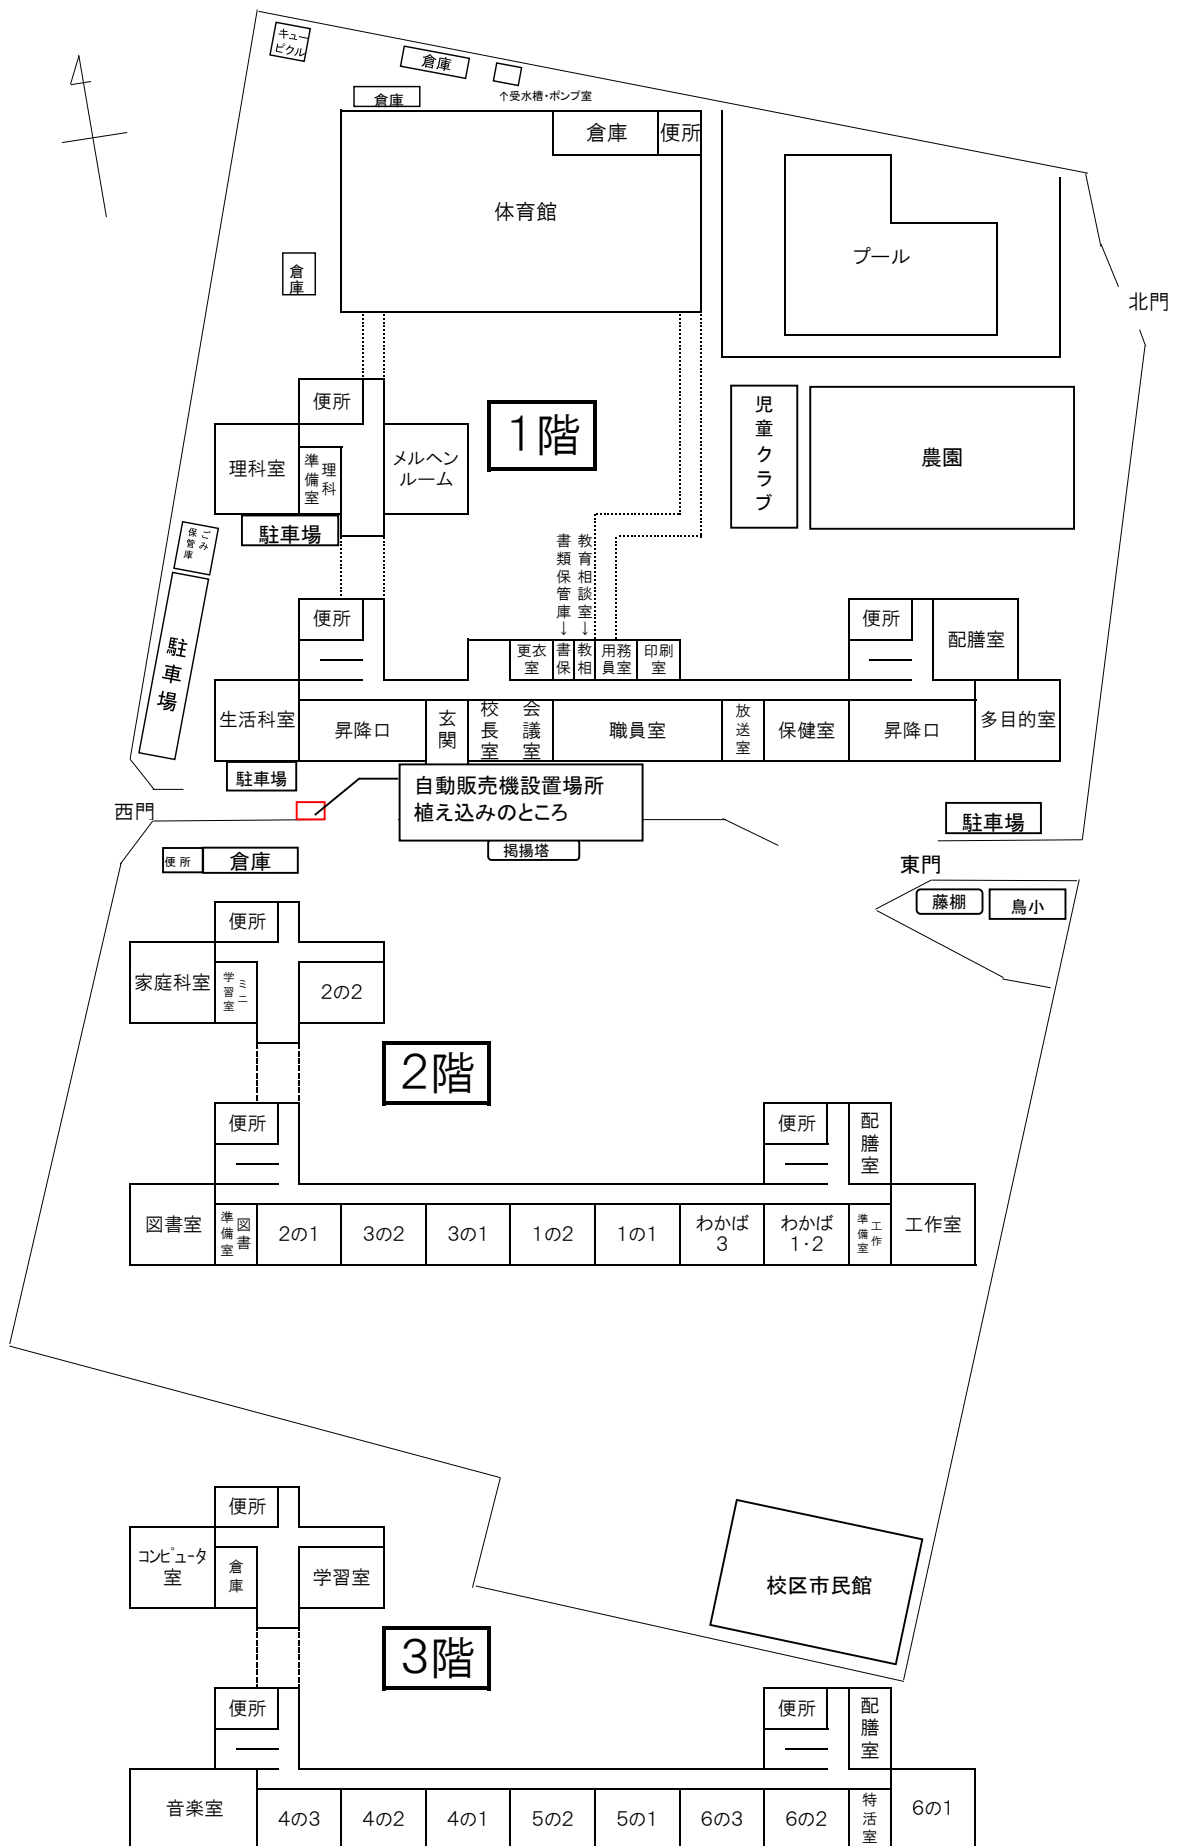 キュー
ピクル
倉庫
↑受水槽・ポンプ室
倉庫
倉庫
便所
体育館
倉庫
プール
北門
便所
1階
児童クラブ
農園
理科室
理科
準備室
メルヘン
ルーム
駐車場
ごみ
保管庫
書類保管庫→
教育相談室→
駐車場
便所
便所
配膳室
更衣
室
書保
教相
用務
員室
印刷
室
生活科室
昇降口
玄関
校長室
会議室
職員室
放送室
保健室
昇降口
多目的室
駐車場
自動販売機設置場所
植え込みのところ
西門
駐車場
掲揚塔
便所
倉庫
東門
藤棚
鳥小
便所
家庭科室
ミニ
学習室
2の2
2階
便所
便所
配膳室
図書室
図書
準備室
2の1
3の2
3の1
1の2
1の1
わかば
3
わかば
1・2
工作
準備室
工作室
便所
コンピュータ
室
倉庫
学習室
校区市民館
3階
便所
便所
配膳室
音楽室
4の3
4の2
4の1
5の2
5の1
6の3
6の2
特活室
6の1